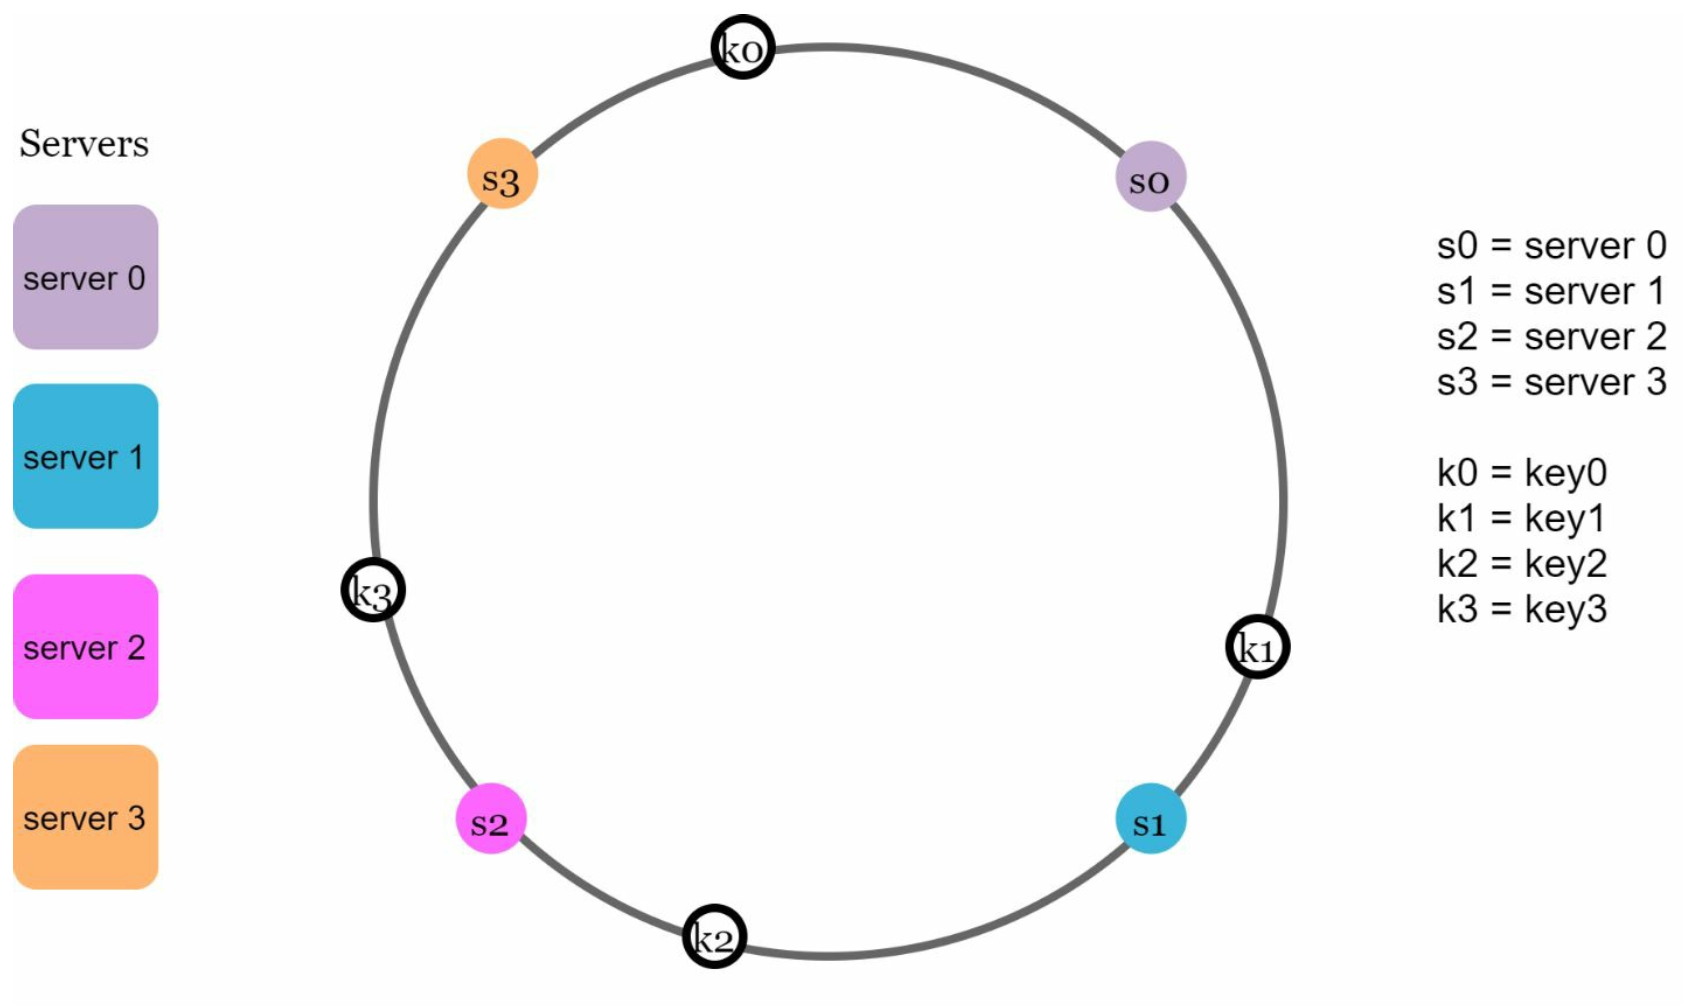 Servers
server 0
server 1
server 2
server 3
k0
s3
s0
k3
k1
s2
s1
k2
s0 = server 0
s1 = server 1
s2 = server 2
s3 = server 3
k0 = key0
k1 = key1
k2 = key2
k3 = key3